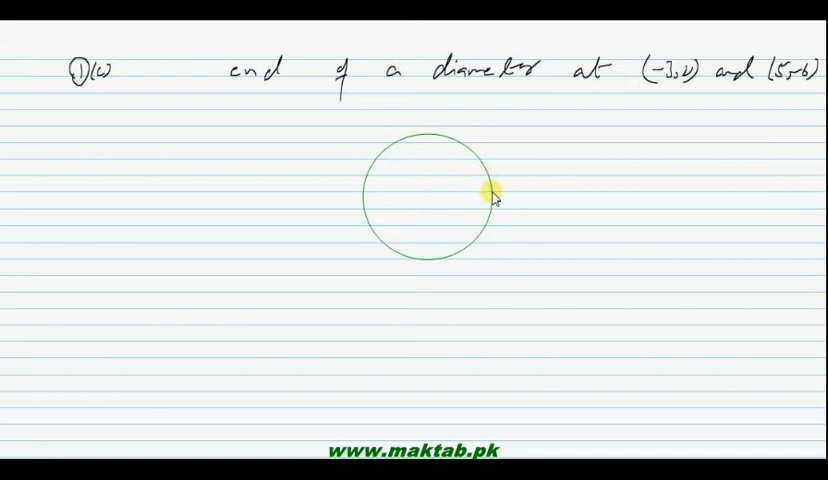 ①(c) end of a diameter at (-3,2) and (5,-6)
www.maktab.pk